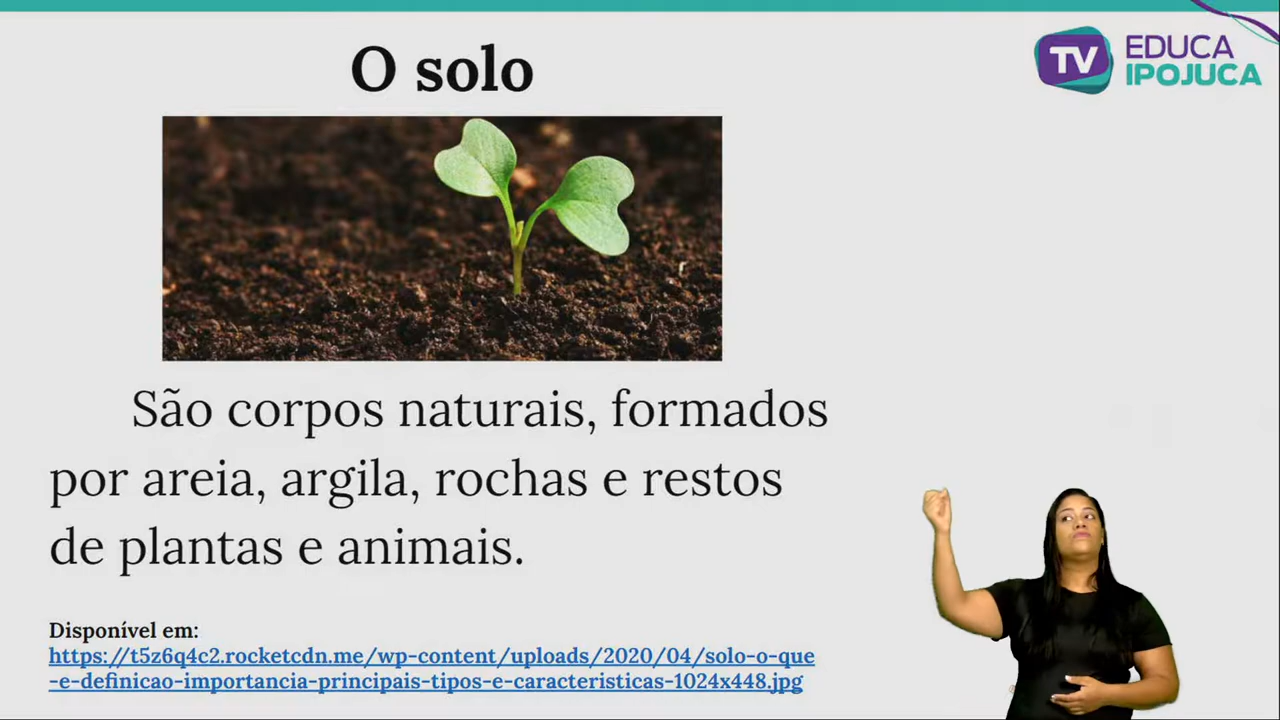 O solo
TV EDUCA
IPOJUCA
São corpos naturais, formados
por areia, argila, rochas e restos
de plantas e animais.
Disponível em:
https://t5z6q4c2.rocketcdn.me/wp-content/uploads/2020/04/solo-o-que
-e-definicao-importancia-principais-tipos-e-caracteristicas-1024x448.jpg